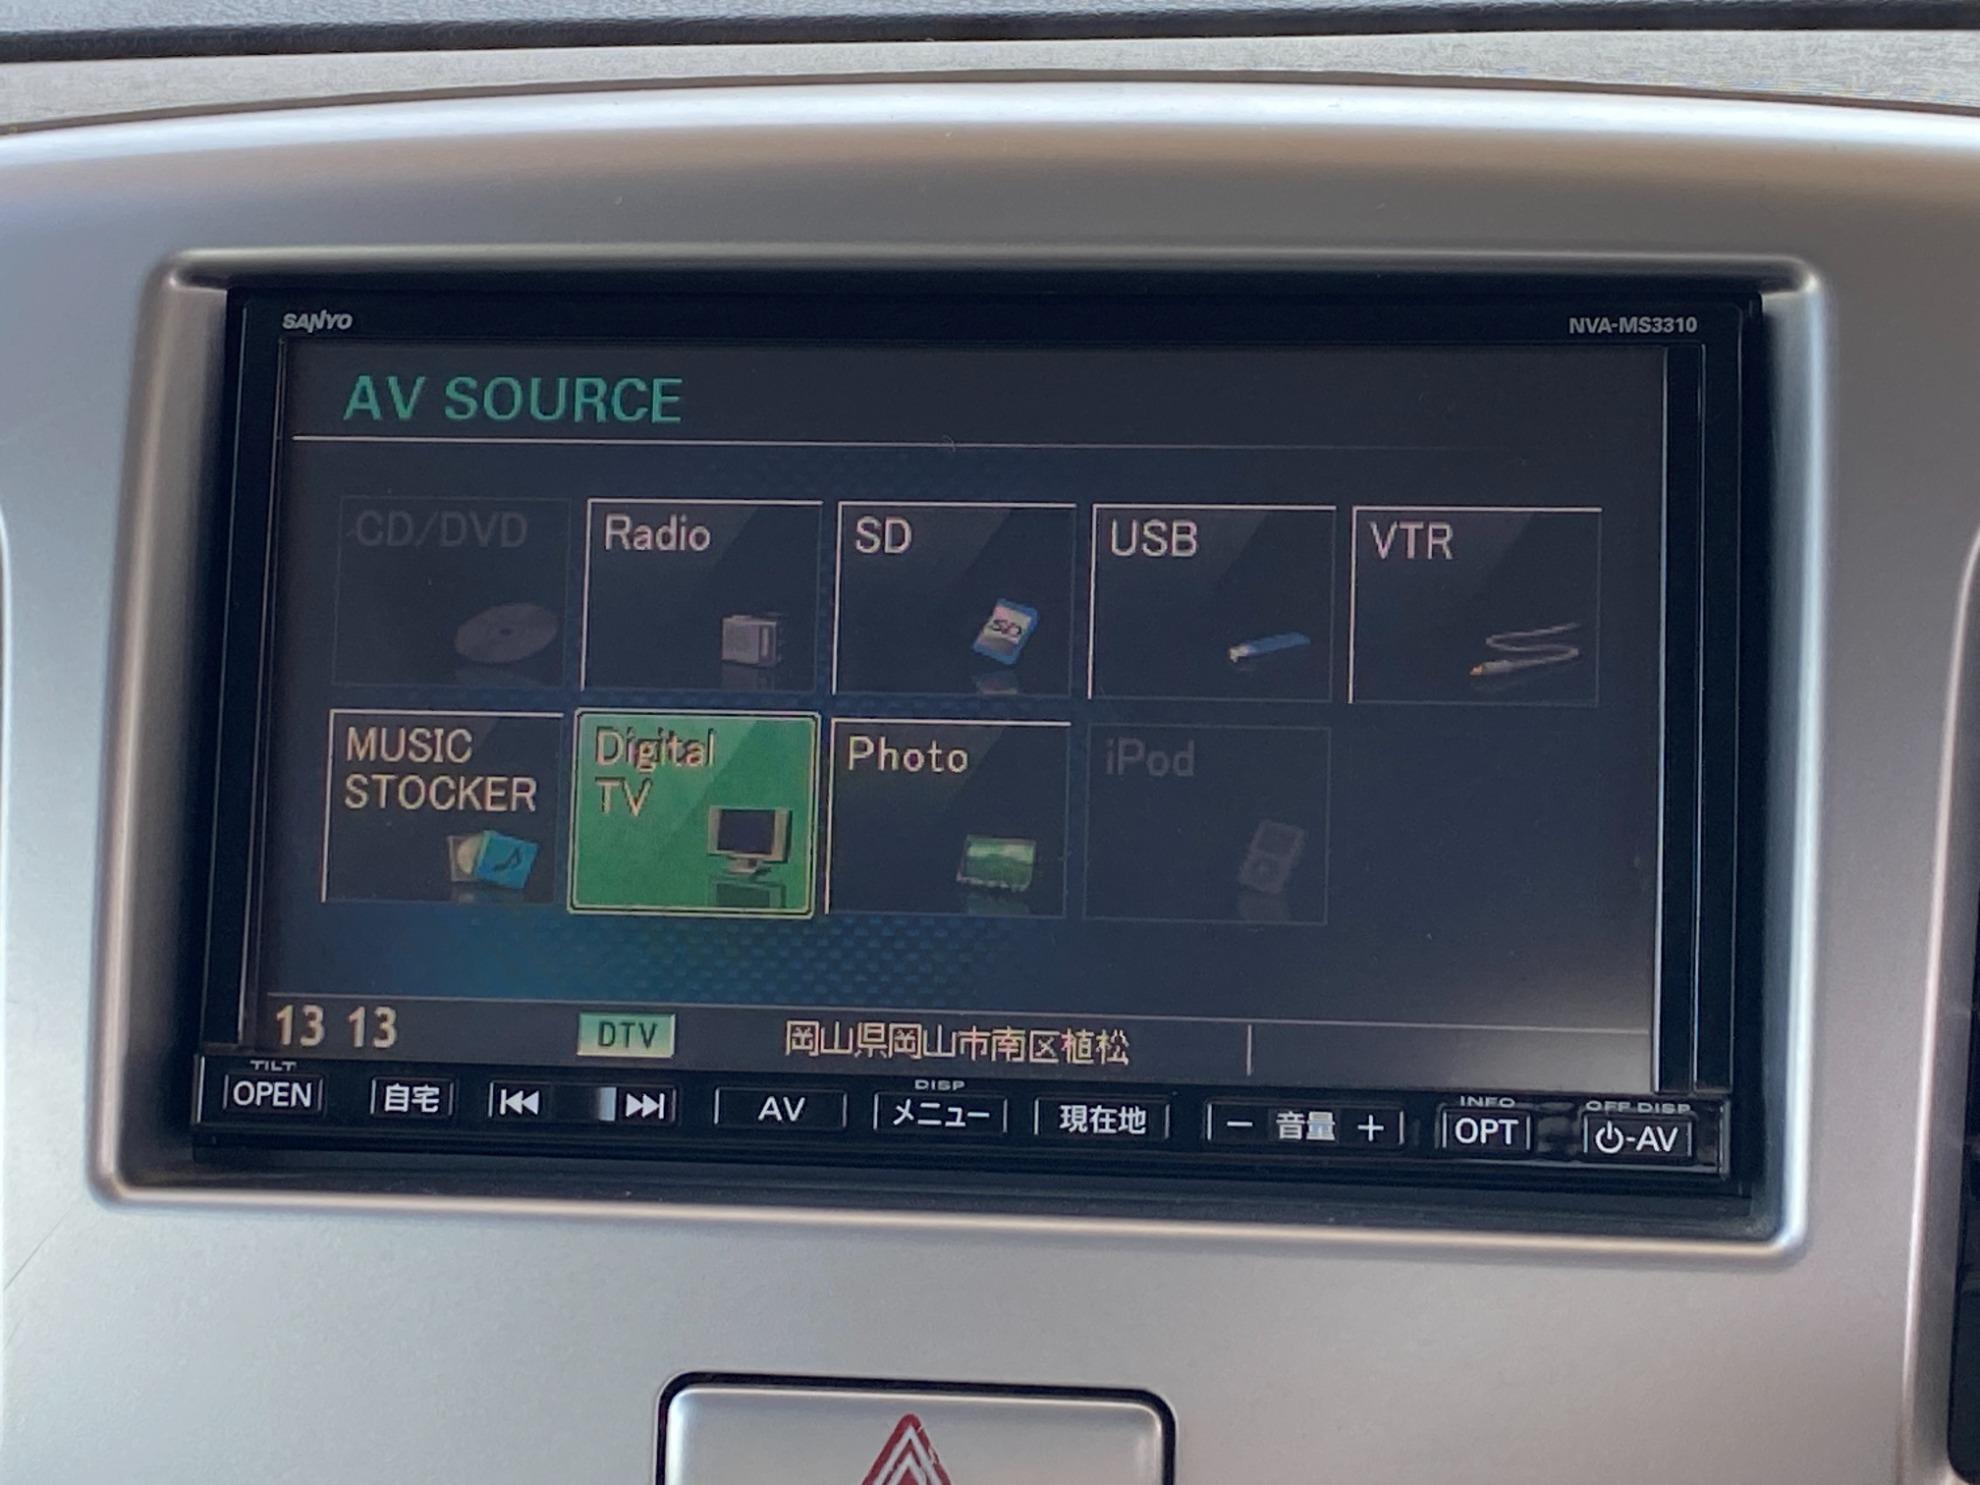 SANYO
NVA-MS3310
AV SOURCE
CD/DVD
Radio
SD
USB
VTR
MUSIC
STOCKER
Digital
TV
Photo
iPod
13 13
DTV
岡山県岡山市南区植松
TILT
OPEN
自宅
AV
DISP
メニュー
現在地
- 音量 +
INFO
OPT
OFF DISP
⏻-AV